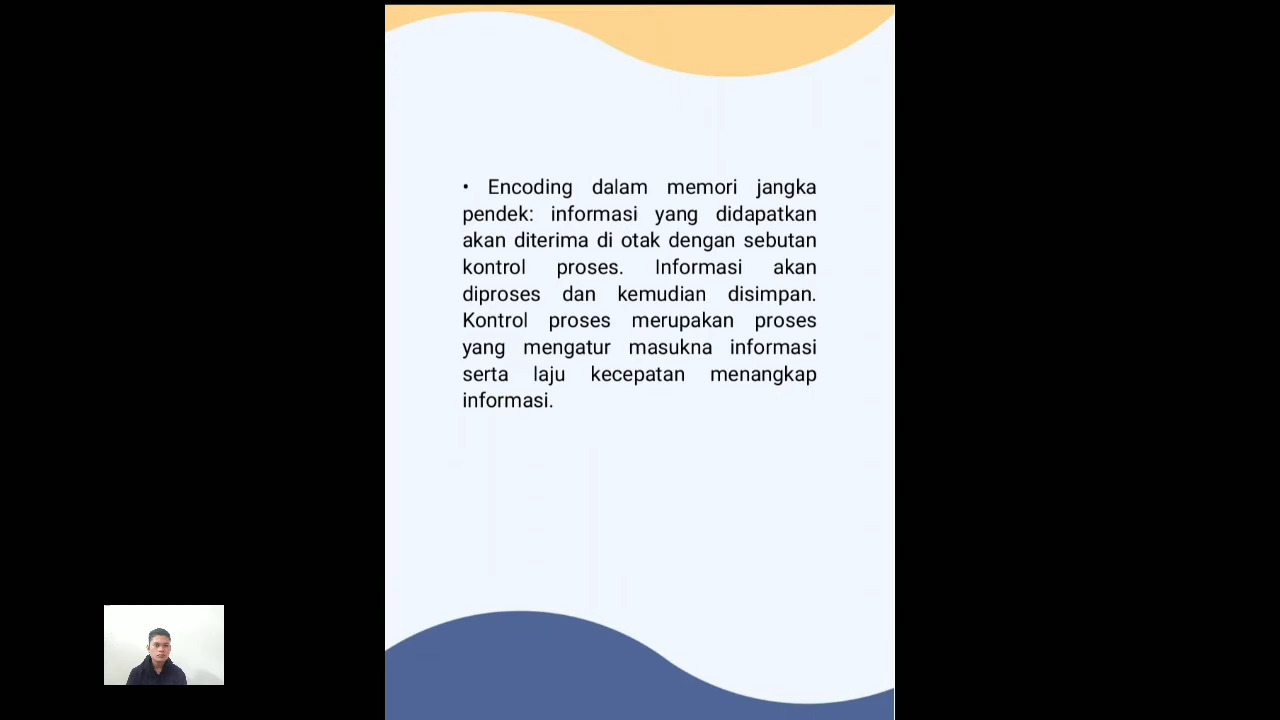 • Encoding dalam memori jangka
pendek: informasi yang didapatkan
akan diterima di otak dengan sebutan
kontrol proses. Informasi akan
diproses dan kemudian disimpan.
Kontrol proses merupakan proses
yang mengatur masukna informasi
serta laju kecepatan menangkap
informasi.